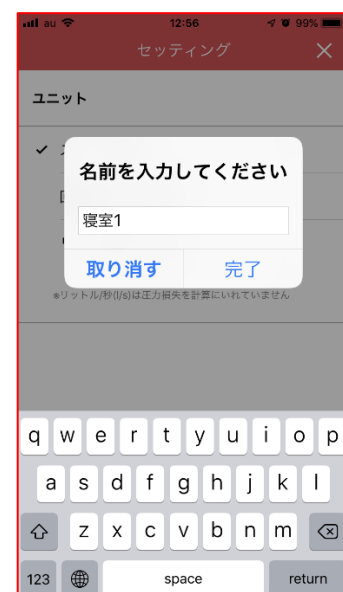 au 12:56 99%
セッティング
ユニット
名前を入力してください
寝室1
取り消す 完了
※リットル/秒(l/s)は圧力損失を計算にいれていません
q w e r t y u i o p
a s d f g h j k l
z x c v b n m
123 space return